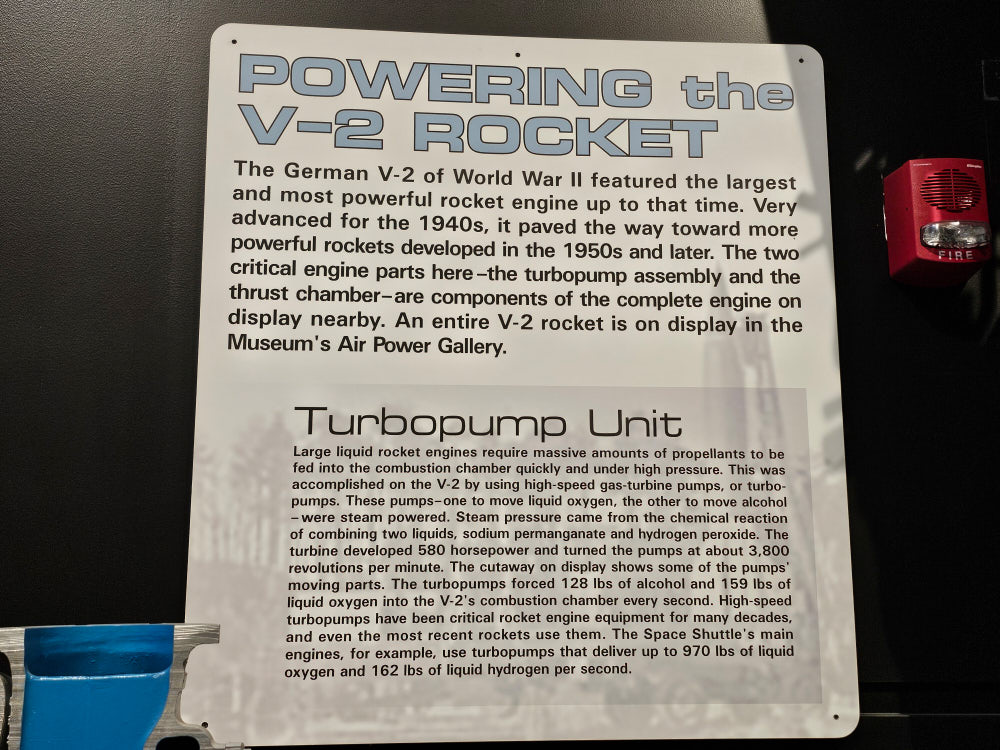 POWERING the
V-2 ROCKET
The German V-2 of World War II featured the largest
and most powerful rocket engine up to that time. Very
advanced for the 1940s, it paved the way toward more
powerful rockets developed in the 1950s and later. The two
critical engine parts here–the turbopump assembly and the
thrust chamber–are components of the complete engine on
display nearby. An entire V-2 rocket is on display in the
Museum's Air Power Gallery.
Turbopump Unit
Large liquid rocket engines require massive amounts of propellants to be
fed into the combustion chamber quickly and under high pressure. This was
accomplished on the V-2 by using high-speed gas-turbine pumps, or turbo-
pumps. These pumps–one to move liquid oxygen, the other to move alcohol
–were steam powered. Steam pressure came from the chemical reaction
of combining two liquids, sodium permanganate and hydrogen peroxide. The
turbine developed 580 horsepower and turned the pumps at about 3,800
revolutions per minute. The cutaway on display shows some of the pumps'
moving parts. The turbopumps forced 128 lbs of alcohol and 159 lbs of
liquid oxygen into the V-2's combustion chamber every second. High-speed
turbopumps have been critical rocket engine equipment for many decades,
and even the most recent rockets use them. The Space Shuttle's main
engines, for example, use turbopumps that deliver up to 970 lbs of liquid
oxygen and 162 lbs of liquid hydrogen per second.
FIRE